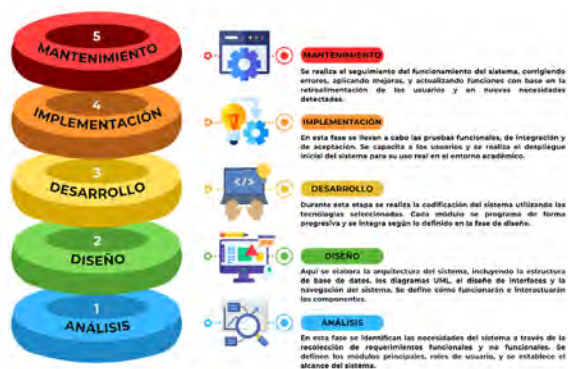 5
MANTENIMIENTO
4
IMPLEMENTACIÓN
3
DESARROLLO
2
DISEÑO
1
ANÁLISIS
MANTENIMIENTO
Se realiza el seguimiento del funcionamiento del sistema, corrigiendo
errores, aplicando mejoras, y actualizando funciones con base en la
retroalimentación de los usuarios y en nuevas necesidades
detectadas.
IMPLEMENTACIÓN
En esta fase se llevan a cabo las pruebas funcionales, de integración y
de aceptación. Se capacita a los usuarios y se realiza el despliegue
inicial del sistema para su uso real en el entorno académico.
</>
DESARROLLO
Durante esta etapa se realiza la codificación del sistema utilizando las
tecnologías seleccionadas. Cada módulo se programa de forma
progresiva y se integra según lo definido en la fase de diseño.
DISEÑO
Aquí se elabora la arquitectura del sistema, incluyendo la estructura
de base de datos, los diagramas UML, el diseño de interfaces y la
navegación del sistema. Se define cómo funcionarán e interactuarán
los componentes.
ANÁLISIS
En esta fase se identifican las necesidades del sistema a través de la
recolección de requerimientos funcionales y no funcionales. Se
definen los módulos principales, roles de usuario, y se establece el
alcance del sistema.